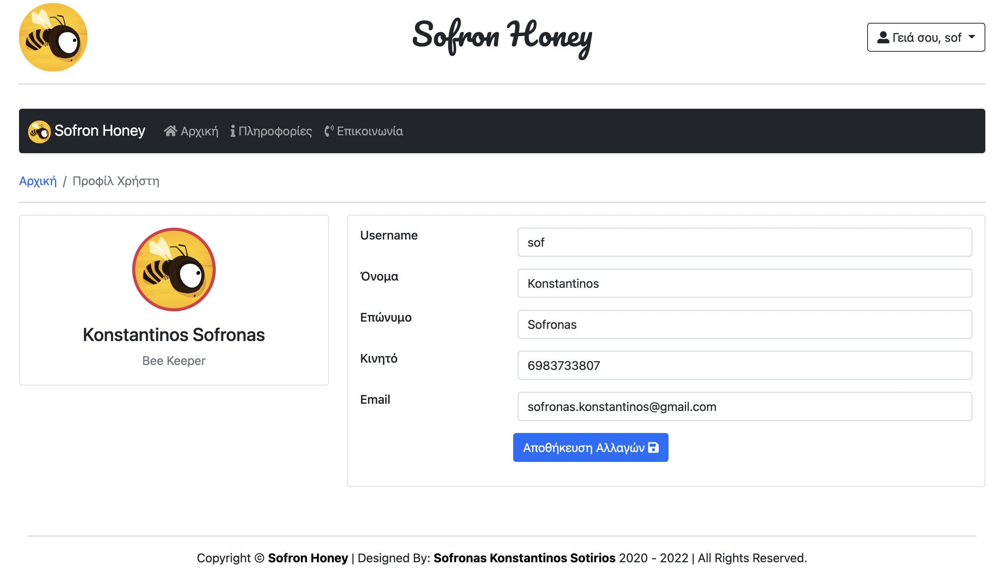 Sofron Honey
Γειά σου, sof
Sofron Honey Αρχική Πληροφορίες Επικοινωνία
Αρχική / Προφίλ Χρήστη
Konstantinos Sofronas
Bee Keeper
Username sof
Όνομα Konstantinos
Επώνυμο Sofronas
Κινητό 6983733807
Email sofronas.konstantinos@gmail.com
Αποθήκευση Αλλαγών
Copyright © Sofron Honey | Designed By: Sofronas Konstantinos Sotirios 2020 - 2022 | All Rights Reserved.